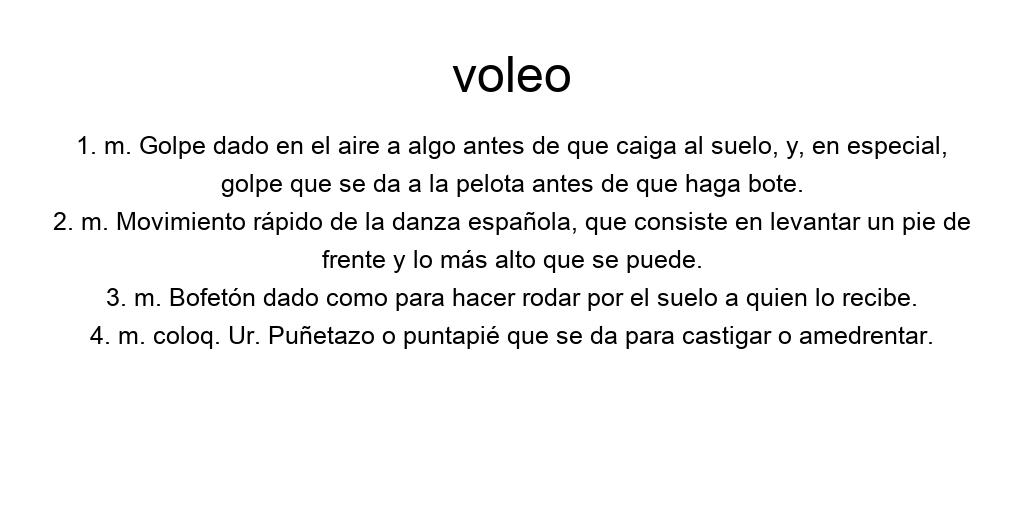 voleo
1. m. Golpe dado en el aire a algo antes de que caiga al suelo, y, en especial,
golpe que se da a la pelota antes de que haga bote.
2. m. Movimiento rápido de la danza española, que consiste en levantar un pie de
frente y lo más alto que se puede.
3. m. Bofetón dado como para hacer rodar por el suelo a quien lo recibe.
4. m. coloq. Ur. Puñetazo o puntapié que se da para castigar o amedrentar.